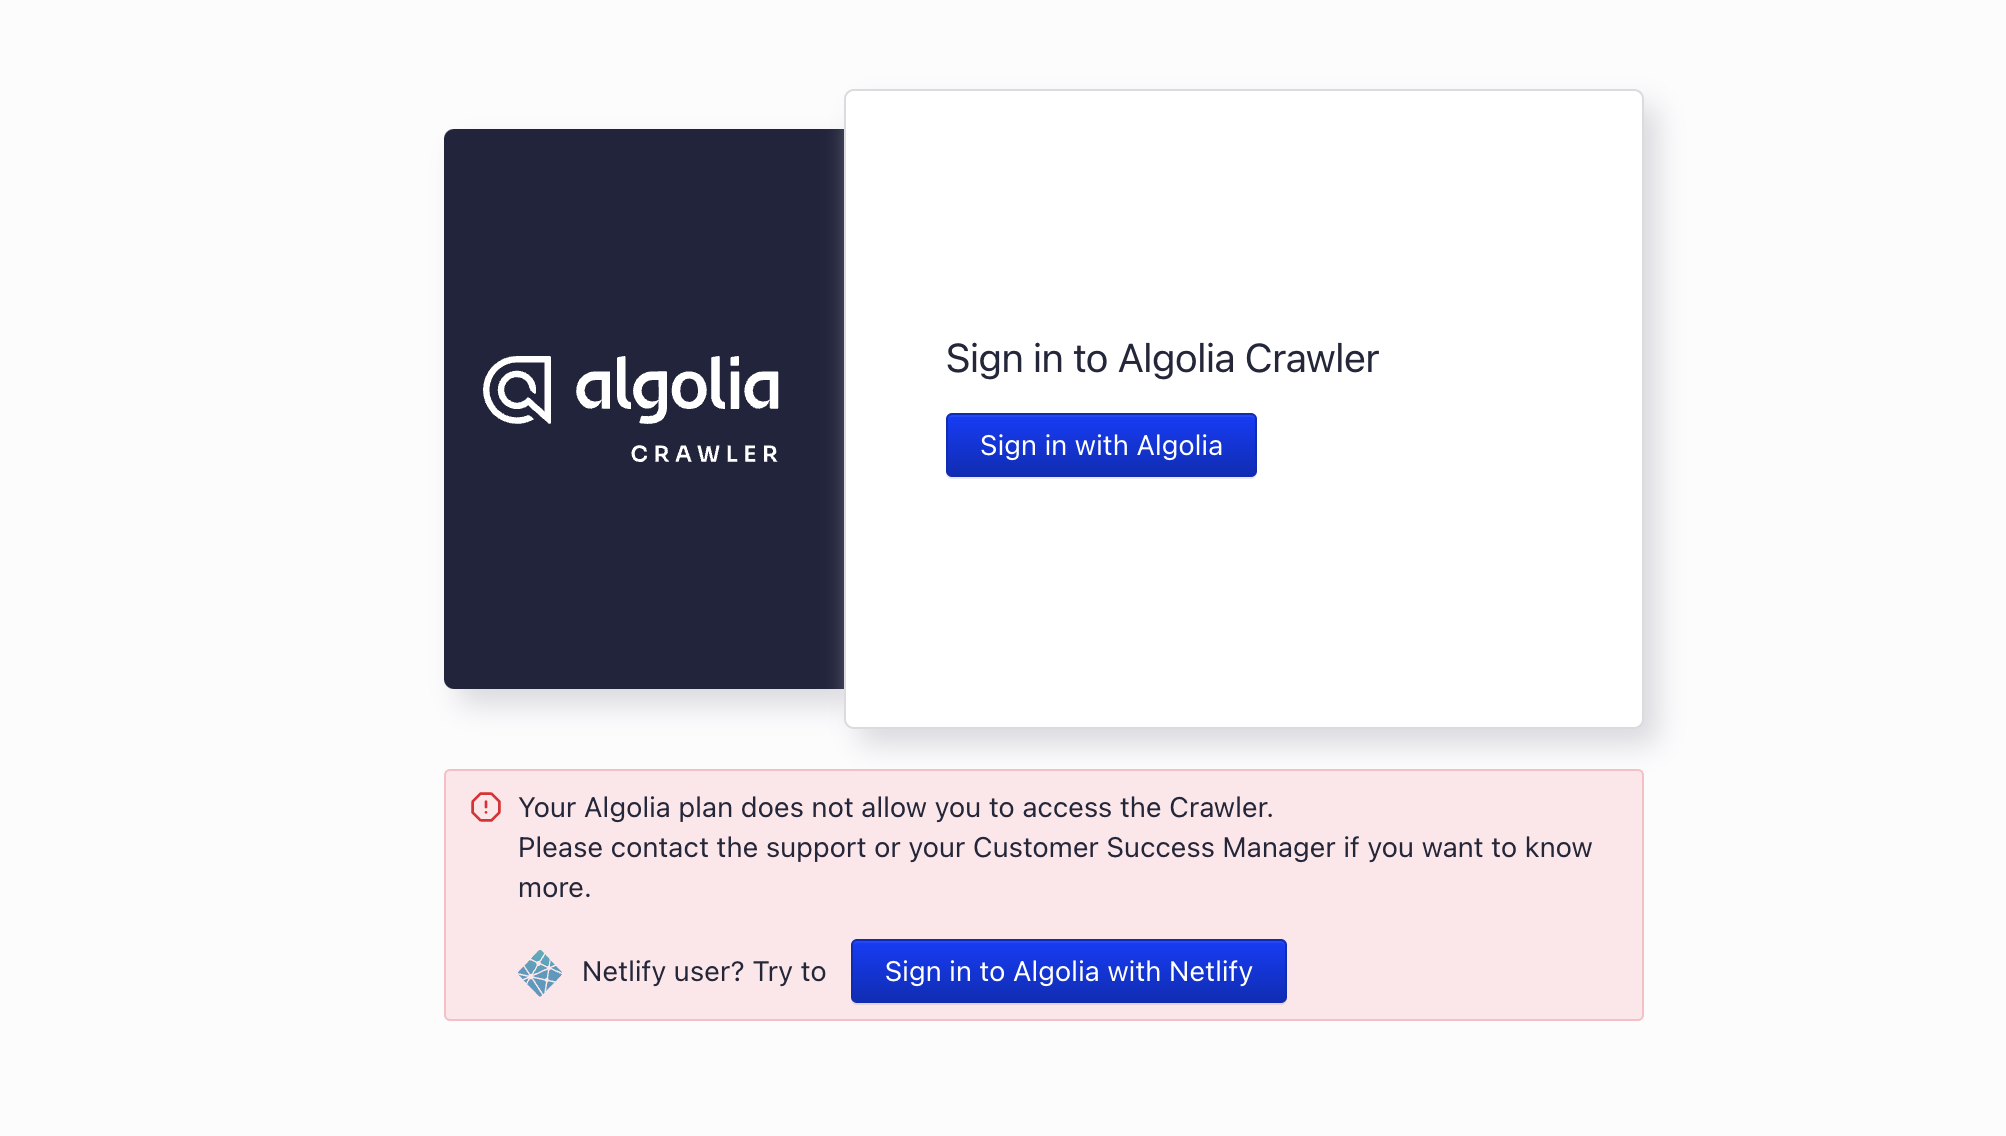 algolia
CRAWLER
Sign in to Algolia Crawler
Sign in with Algolia
Your Algolia plan does not allow you to access the Crawler.
Please contact the support or your Customer Success Manager if you want to know
more.
Netlify user? Try to
Sign in to Algolia with Netlify